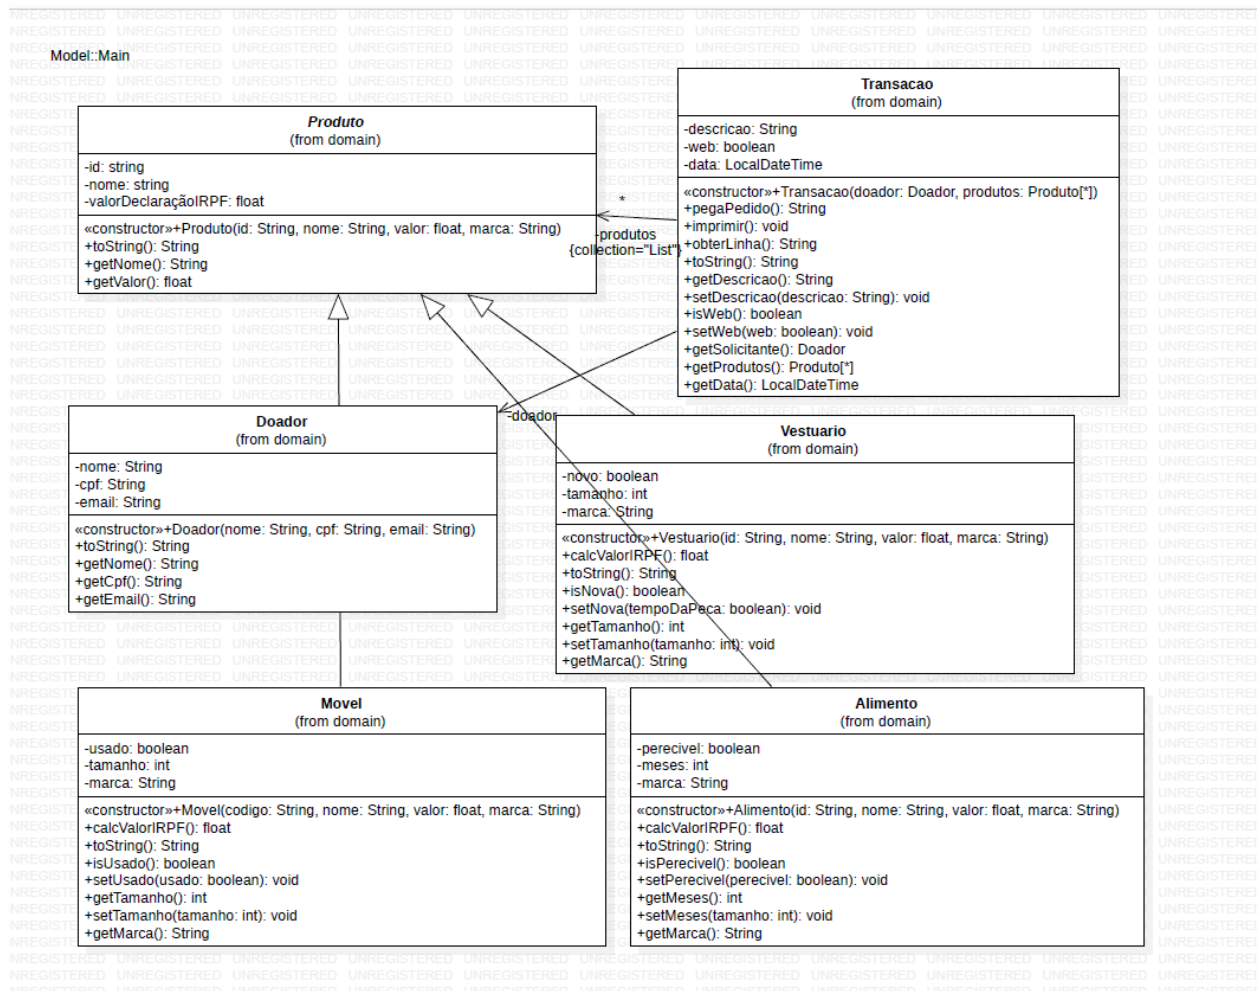 Model::Main
Produto
(from domain)
-id: string
-nome: string
-valorDeclaraçãoIRPF: float
«constructor»+Produto(id: String, nome: String, valor: float, marca: String)
+toString(): String
+getNome(): String
+getValor(): float
Transacao
(from domain)
-descricao: String
-web: boolean
-data: LocalDateTime
«constructor»+Transacao(doador: Doador, produtos: Produto[*])
+pegaPedido(): String
+imprimir(): void
+obterLinha(): String
+toString(): String
+getDescricao(): String
+setDescricao(descricao: String): void
+isWeb(): boolean
+setWeb(web: boolean): void
+getSolicitante(): Doador
+getProdutos(): Produto[*]
+getData(): LocalDateTime
*
-produtos
{collection="List"}
-doador
Doador
(from domain)
-nome: String
-cpf: String
-email: String
«constructor»+Doador(nome: String, cpf: String, email: String)
+toString(): String
+getNome(): String
+getCpf(): String
+getEmail(): String
Vestuario
(from domain)
-novo: boolean
-tamanho: int
-marca: String
«constructor»+Vestuario(id: String, nome: String, valor: float, marca: String)
+calcValorIRPF(): float
+toString(): String
+isNova(): boolean
+setNova(tempoDaPeca: boolean): void
+getTamanho(): int
+setTamanho(tamanho: int): void
+getMarca(): String
Movel
(from domain)
-usado: boolean
-tamanho: int
-marca: String
«constructor»+Movel(codigo: String, nome: String, valor: float, marca: String)
+calcValorIRPF(): float
+toString(): String
+isUsado(): boolean
+setUsado(usado: boolean): void
+getTamanho(): int
+setTamanho(tamanho: int): void
+getMarca(): String
Alimento
(from domain)
-perecivel: boolean
-meses: int
-marca: String
«constructor»+Alimento(id: String, nome: String, valor: float, marca: String)
+calcValorIRPF(): float
+toString(): String
+isPerecivel(): boolean
+setPerecivel(perecivel: boolean): void
+getMeses(): int
+setMeses(tamanho: int): void
+getMarca(): String
UNREGISTERED